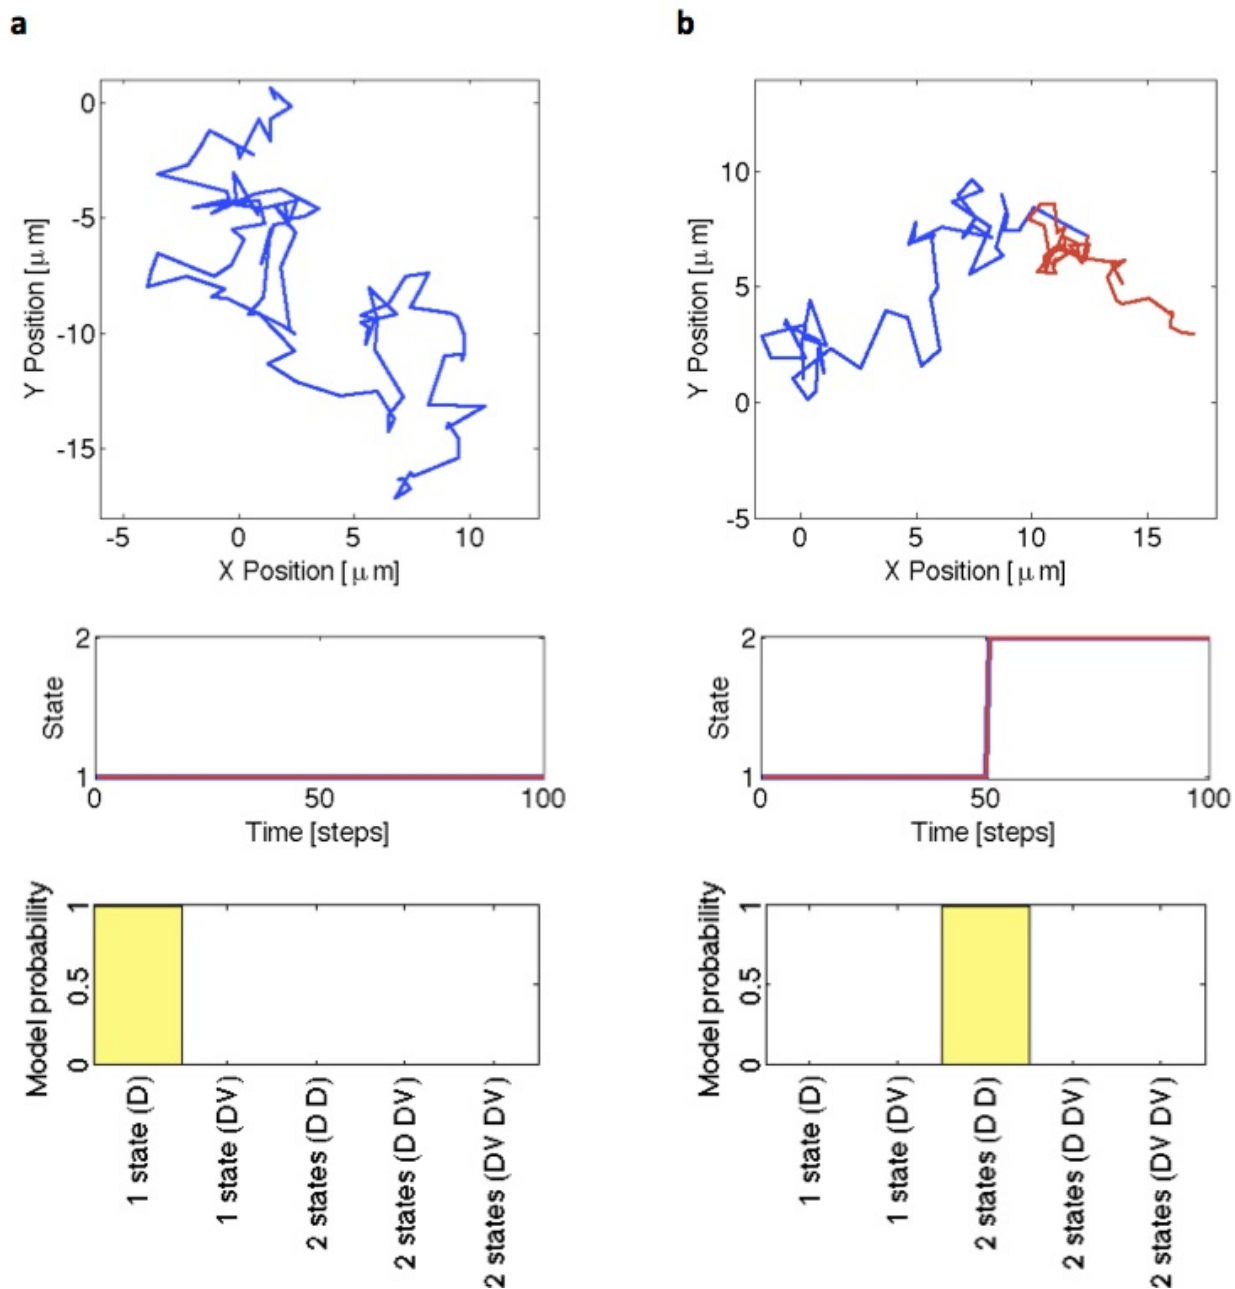 a
b
0
-5
-10
-15
Y Position [μm]
-5 0 5 10
X Position [μm]
10
5
0
-5
Y Position [μm]
0 5 10 15
X Position [μm]
2
1
State
0 50 100
Time [steps]
2
1
State
0 50 100
Time [steps]
Model probability
1
0.5
0
1 state (D)
1 state (DV)
2 states (D D)
2 states (D DV)
2 states (DV DV)
Model probability
1
0.5
0
1 state (D)
1 state (DV)
2 states (D D)
2 states (D DV)
2 states (DV DV)